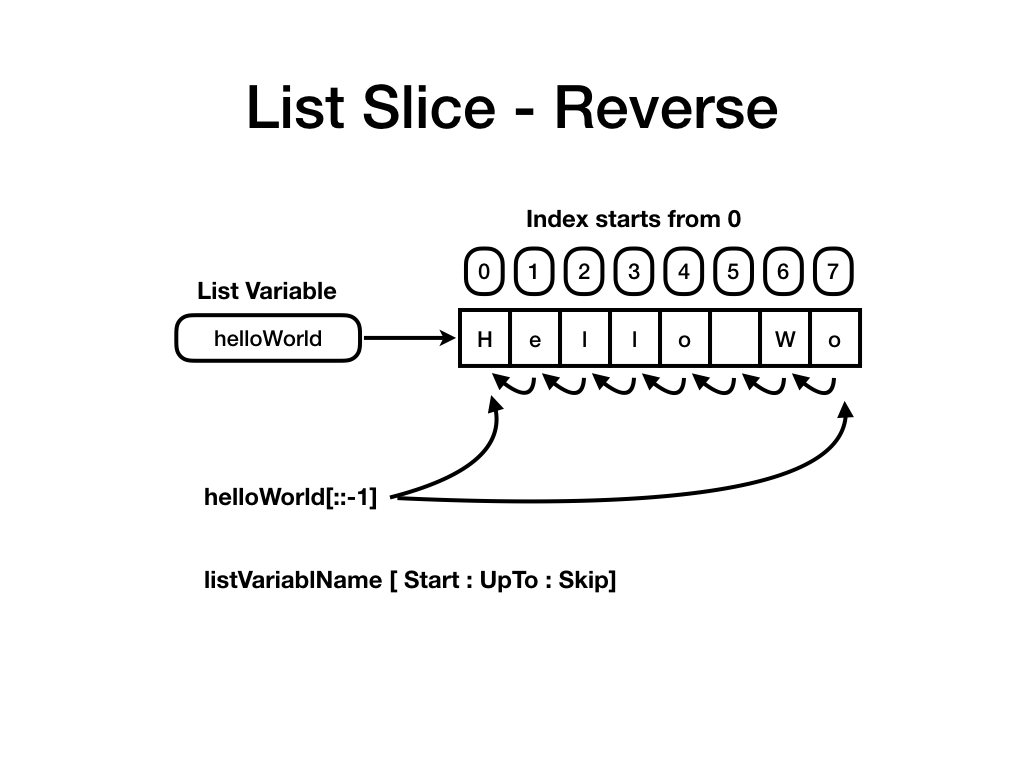 List Slice - Reverse
Index starts from 0
0 1 2 3 4 5 6 7
List Variable
helloWorld
H e l l o W o
helloWorld[::-1]
listVariablName [ Start : UpTo : Skip]